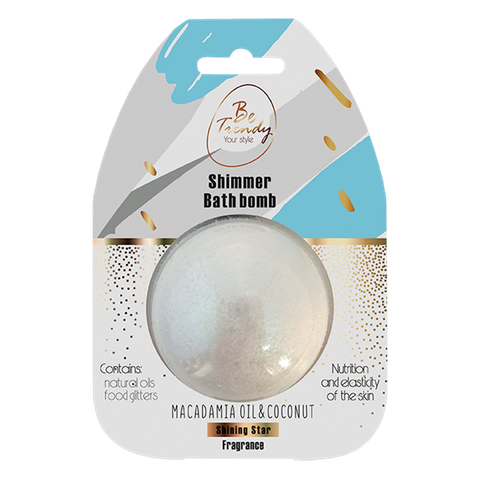 Be
Trendy
Your style
Shimmer
Bath bomb
Contains:
natural oils
food glitters
Nutrition
and elasticity
of the skin
MACADAMIA OIL & COCONUT
Shining Star
Fragrance